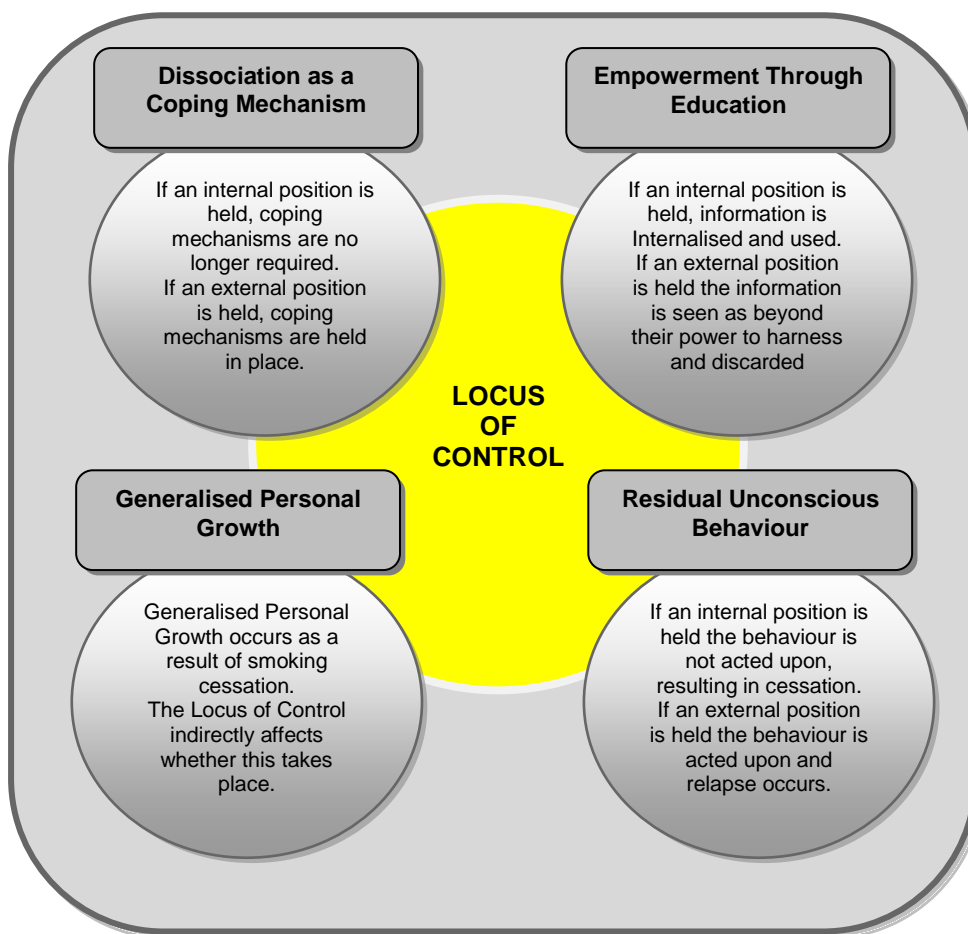 Dissociation as a
Coping Mechanism
If an internal position is
held, coping
mechanisms are no
longer required.
If an external position
is held, coping
mechanisms are held
in place.
Empowerment Through
Education
If an internal position is
held, information is
Internalised and used.
If an external position
is held the information
is seen as beyond
their power to harness
and discarded
LOCUS
OF
CONTROL
Generalised Personal
Growth
Generalised Personal
Growth occurs as a
result of smoking
cessation.
The Locus of Control
indirectly affects
whether this takes
place.
Residual Unconscious
Behaviour
If an internal position is
held the behaviour is
not acted upon,
resulting in cessation.
If an external position
is held the behaviour is
acted upon and
relapse occurs.